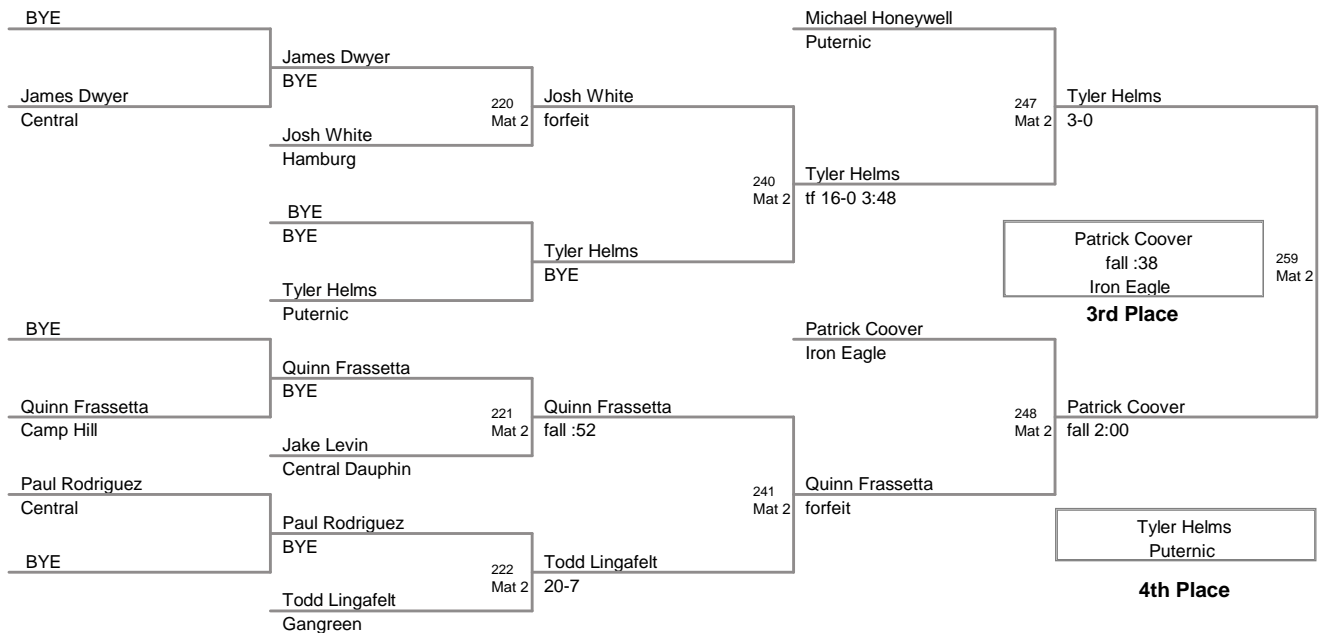 BYE
James Dwyer
Central
James Dwyer
BYE
220
Mat 2
Josh White
Hamburg
Josh White
forfeit
BYE
BYE
Tyler Helms
Puternic
Tyler Helms
BYE
240
Mat 2
Tyler Helms
tf 16-0 3:48
Michael Honeywell
Puternic
247
Mat 2
Tyler Helms
3-0
Patrick Coover
fall :38
Iron Eagle
3rd Place
259
Mat 2
BYE
Quinn Frassetta
Camp Hill
Quinn Frassetta
BYE
221
Mat 2
Jake Levin
Central Dauphin
Quinn Frassetta
fall :52
Paul Rodriguez
Central
BYE
Paul Rodriguez
BYE
222
Mat 2
Todd Lingafelt
Gangreen
Todd Lingafelt
20-7
241
Mat 2
Quinn Frassetta
forfeit
Patrick Coover
Iron Eagle
248
Mat 2
Patrick Coover
fall 2:00
Tyler Helms
Puternic
4th Place